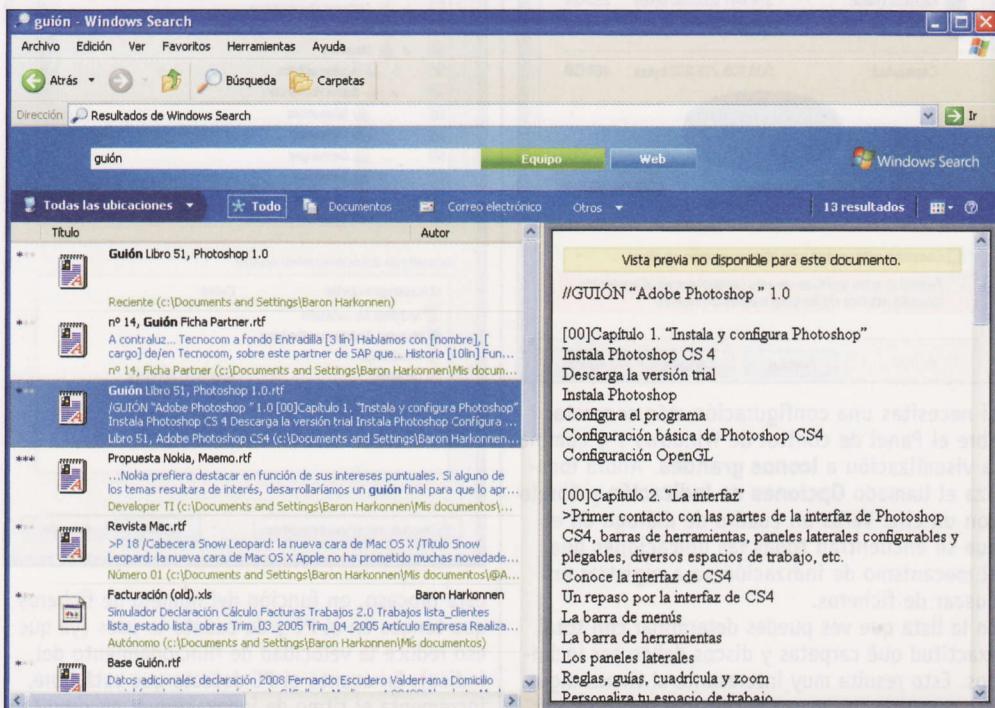 guión - Windows Search
Archivo Edición Ver Favoritos Herramientas Ayuda
Atrás Búsqueda Carpetas
Dirección Resultados de Windows Search Ir
guión Equipo Web Windows Search
Todas las ubicaciones Todo Documentos Correo electrónico Otros 13 resultados
Título Autor
Guión Libro 51, Photoshop 1.0
Reciente (c:\Documents and Settings\Baron Harkonnen)
nº 14, Guión Ficha Partner.rtf
A contraluz... Tecnocom a fondo Entradilla [3 lin] Hablamos con [nombre], [
cargo] de/en Tecnocom, sobre este partner de SAP que... Historia [10lin] Fun...
nº 14, Ficha Partner (c:\Documents and Settings\Baron Harkonnen\Mis docum...
Guión Libro 51, Photoshop 1.0.rtf
/GUIÓN "Adobe Photoshop " 1.0 [00]Capítulo 1. "Instala y configura Photoshop"
Instala Photoshop CS 4 Descarga la versión trial Instala Photoshop Configura ...
Libro 51, Adobe Photoshop CS4 (c:\Documents and Settings\Baron Harkonnen...
Propuesta Nokia, Maemo.rtf
...Nokia prefiera destacar en función de sus intereses puntuales. Si alguno de
los temas resultara de interés, desarrollaríamos un guión final para que lo apr...
Developer TI (c:\Documents and Settings\Baron Harkonnen\Mis documentos\...
Revista Mac.rtf
>P 18 /Cabecera Snow Leopard: la nueva cara de Mac OS X /Título Snow
Leopard: la nueva cara de Mac OS X Apple no ha prometido muchas novedade...
Número 01 (c:\Documents and Settings\Baron Harkonnen\Mis documentos\@A...
Facturación (old).xls Baron Harkonnen
Simulador Declaración Cálculo Facturas Trabajos 2.0 Trabajos lista_clientes
lista_estado lista_obras Trim_03_2005 Trim_04_2005 Artículo Empresa Realiza...
Autónomo (c:\Documents and Settings\Baron Harkonnen\Mis documentos)
Base Guión.rtf
Datos adicionales declaración 2008 Fernando Escudero Valderrama Domicilio
Vista previa no disponible para este documento.
//GUIÓN "Adobe Photoshop " 1.0
[00]Capítulo 1. "Instala y configura Photoshop"
Instala Photoshop CS 4
Descarga la versión trial
Instala Photoshop
Configura el programa
Configuración básica de Photoshop CS4
Configuración OpenGL
[00]Capítulo 2. "La interfaz"
>Primer contacto con las partes de la interfaz de Photoshop
CS4, barras de herramientas, paneles laterales configurables y
plegables, diversos espacios de trabajo, etc.
Conoce la interfaz de CS4
Un repaso por la interfaz de CS4
Barra de menús
La barra de herramientas
Los paneles laterales
Reglas, guías, cuadrícula y zoom
Personaliza tu espacio de trabajo